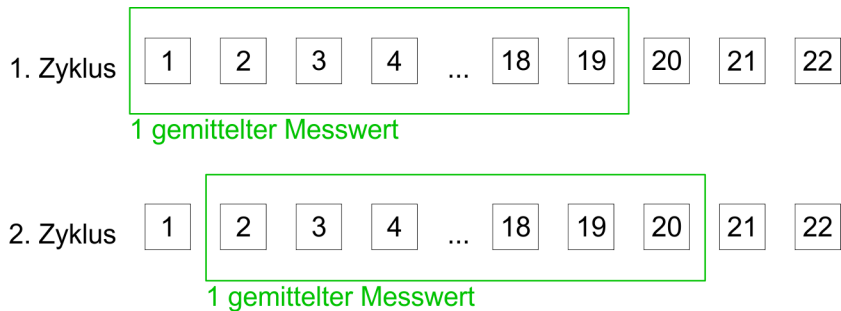 1. Zyklus 1 2 3 4 ... 18 19 20 21 22
1 gemittelter Messwert
2. Zyklus 1 2 3 4 ... 18 19 20 21 22
1 gemittelter Messwert